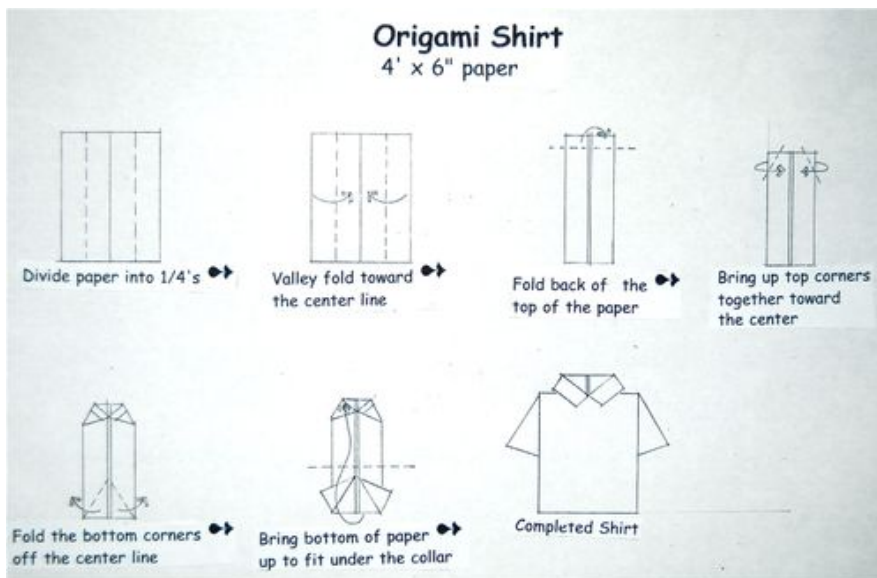 Origami Shirt
4' x 6" paper
Divide paper into 1/4's
Valley fold toward
the center line
Fold back of the
top of the paper
Bring up top corners
together toward
the center
Fold the bottom corners
off the center line
Bring bottom of paper
up to fit under the collar
Completed Shirt